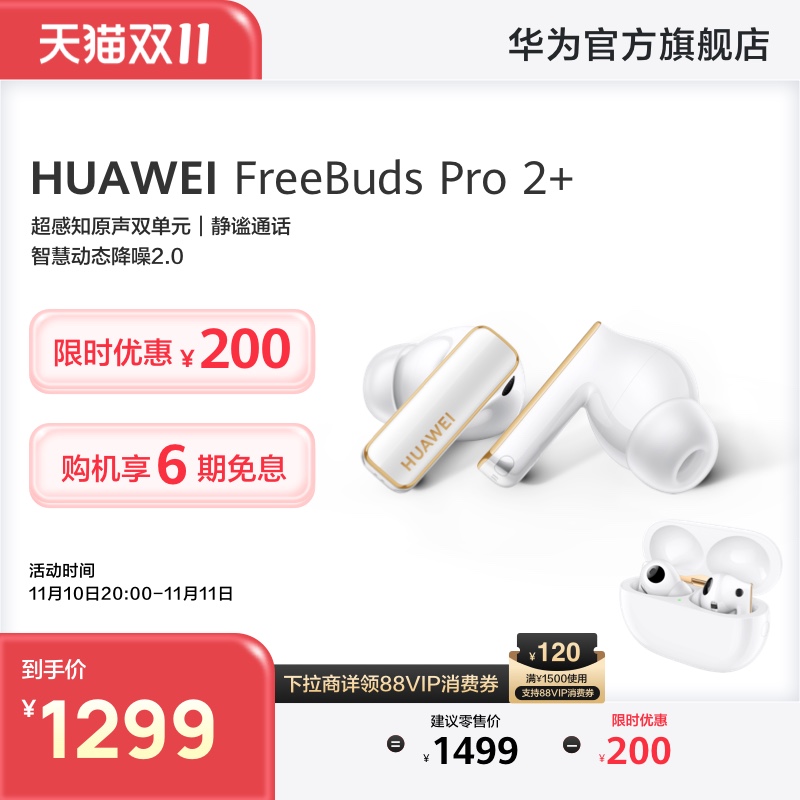 天猫双11
华为官方旗舰店
HUAWEI FreeBuds Pro 2+
超感知原声双单元｜静谧通话
智慧动态降噪2.0
限时优惠 ¥200
购机享 6 期免息
HUAWEI
活动时间
11月10日20:00-11月11日
到手价
¥1299
下拉商详领88VIP消费券
¥120
满¥1500使用
支持88VIP消费券
=
建议零售价
¥1499
−
限时优惠
¥200